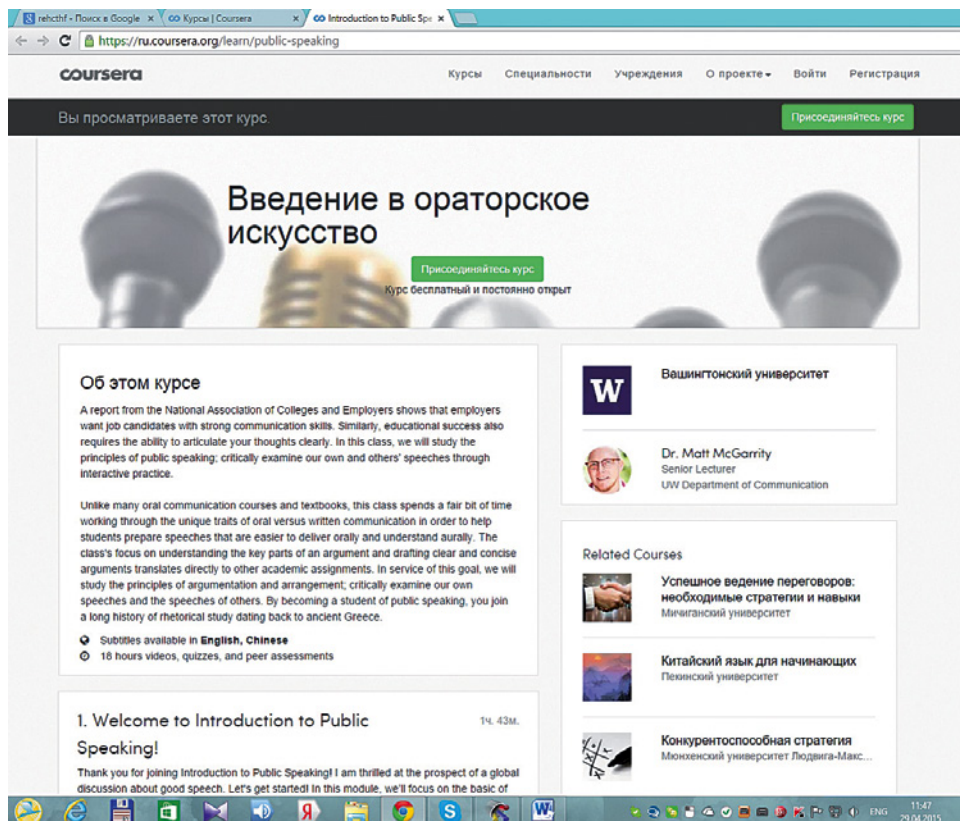 rehcthf - Поиск в Google
Курсы | Coursera
Introduction to Public Spe
https://ru.coursera.org/learn/public-speaking
coursera
Курсы Специальности Учреждения О проекте Войти Регистрация
Вы просматриваете этот курс.
Присоединяйтесь курс
Введение в ораторское
искусство
Присоединяйтесь курс
Курс бесплатный и постоянно открыт
Об этом курсе
A report from the National Association of Colleges and Employers shows that employers
want job candidates with strong communication skills. Similarly, educational success also
requires the ability to articulate your thoughts clearly. In this class, we will study the
principles of public speaking; critically examine our own and others' speeches through
interactive practice.
Unlike many oral communication courses and textbooks, this class spends a fair bit of time
working through the unique traits of oral versus written communication in order to help
students prepare speeches that are easier to deliver orally and understand aurally. The
class's focus on understanding the key parts of an argument and drafting clear and concise
arguments translates directly to other academic assignments. In service of this goal, we will
study the principles of argumentation and arrangement; critically examine our own
speeches and the speeches of others. By becoming a student of public speaking, you join
a long history of rhetorical study dating back to ancient Greece.
Subtitles available in English, Chinese
18 hours videos, quizzes, and peer assessments
1. Welcome to Introduction to Public
Speaking!
1ч. 43м.
Thank you for joining Introduction to Public Speaking! I am thrilled at the prospect of a global
discussion about good speech. Let's get started! In this module, we'll focus on the basic of
W
Вашингтонский университет
Dr. Matt McGarrity
Senior Lecturer
UW Department of Communication
Related Courses
Успешное ведение переговоров:
необходимые стратегии и навыки
Мичиганский университет
Китайский язык для начинающих
Пекинский университет
Конкурентоспособная стратегия
Мюнхенский университет Людвига-Макс...
ENG
11:47
29.04.2015